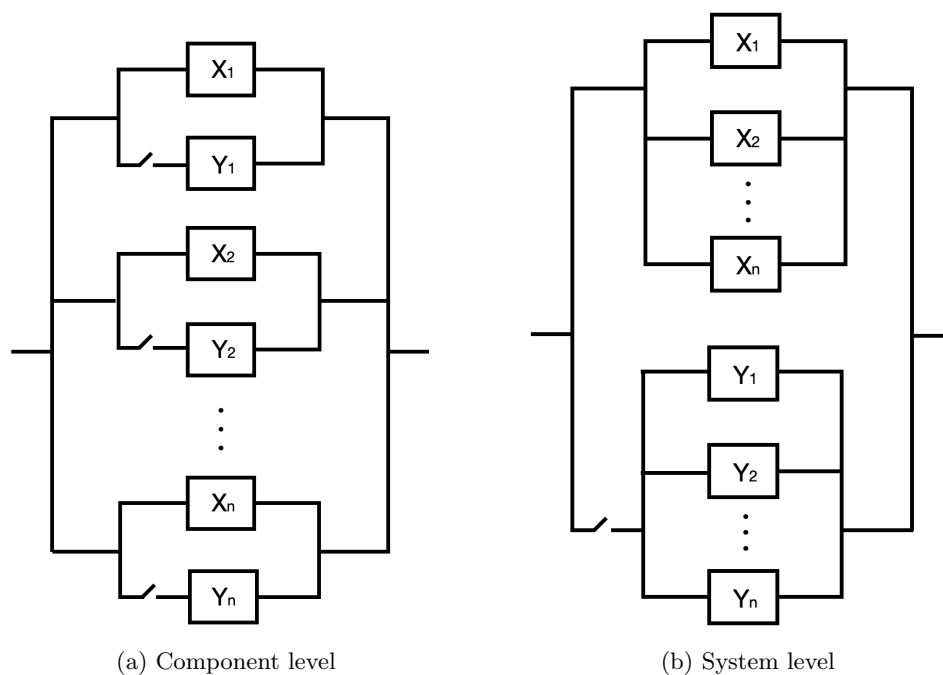 X₁
Y₁
X₂
Y₂
Xₙ
Yₙ
(a) Component level
X₁
X₂
Xₙ
Y₁
Y₂
Yₙ
(b) System level